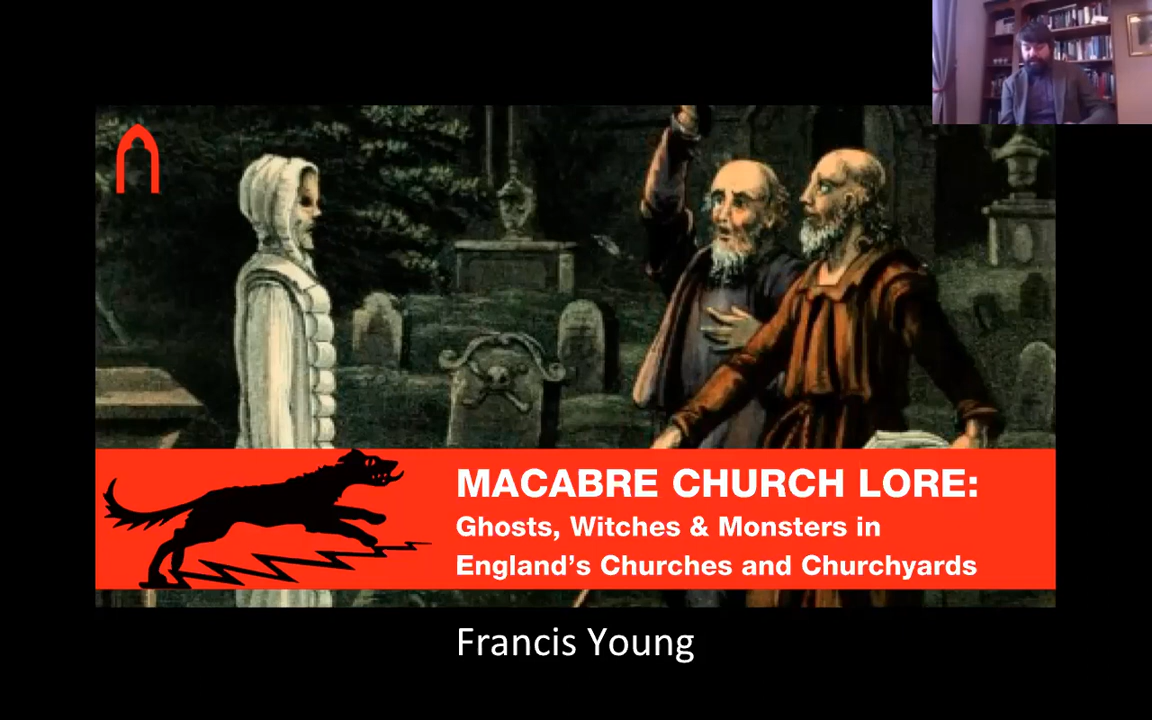 MACABRE CHURCH LORE:
Ghosts, Witches & Monsters in
England's Churches and Churchyards
Francis Young